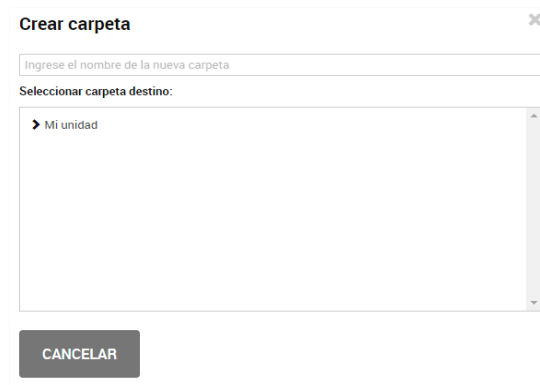 Crear carpeta
Ingrese el nombre de la nueva carpeta
Seleccionar carpeta destino:
Mi unidad
CANCELAR